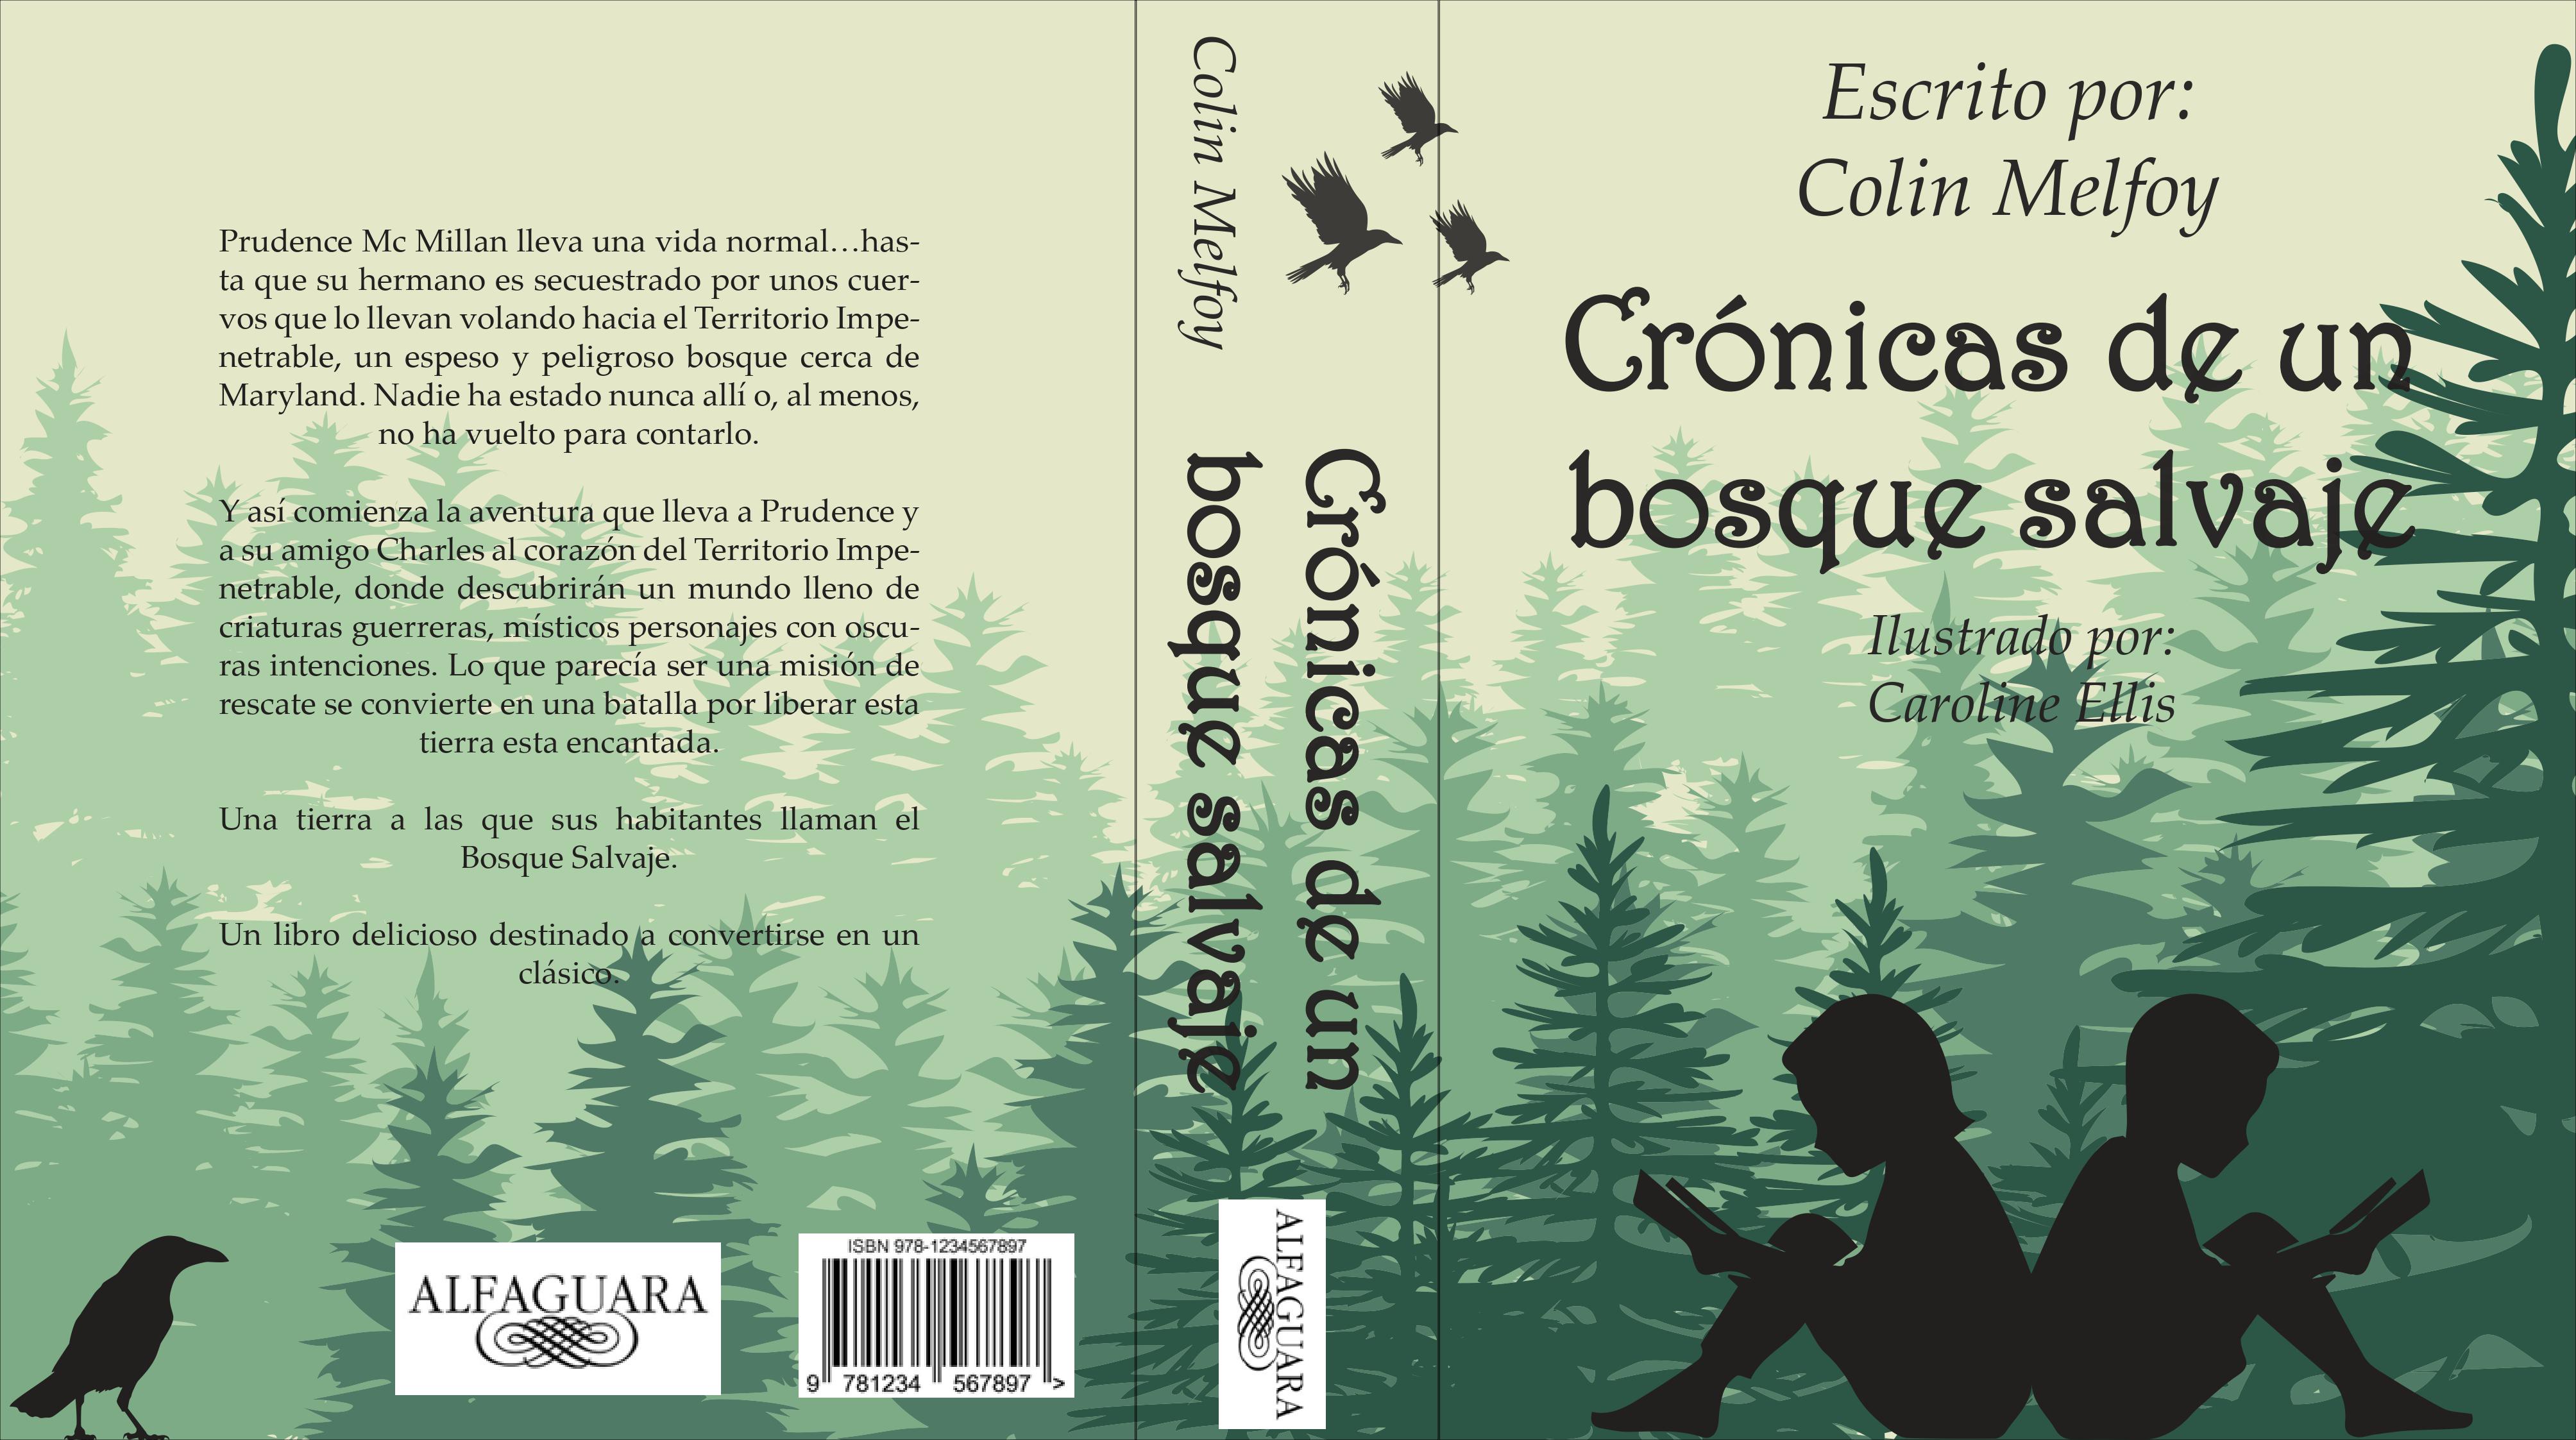 Prudence Mc Millan lleva una vida normal…has-
ta que su hermano es secuestrado por unos cuer-
vos que lo llevan volando hacia el Territorio Impe-
netrable, un espeso y peligroso bosque cerca de
Maryland. Nadie ha estado nunca allí o, al menos,
no ha vuelto para contarlo.
Y así comienza la aventura que lleva a Prudence y
a su amigo Charles al corazón del Territorio Impe-
netrable, donde descubrirán un mundo lleno de
criaturas guerreras, místicos personajes con oscu-
ras intenciones. Lo que parecía ser una misión de
rescate se convierte en una batalla por liberar esta
tierra esta encantada.
Una tierra a las que sus habitantes llaman el
Bosque Salvaje.
Un libro delicioso destinado a convertirse en un
clásico.
ALFAGUARA
ISBN 978-1234567897
9 781234 567897 >
Colin Melfoy
Crónicas de un
bosque salvaje
ALFAGUARA
Escrito por:
Colin Melfoy
Crónicas de un
bosque salvaje
Ilustrado por:
Caroline Ellis